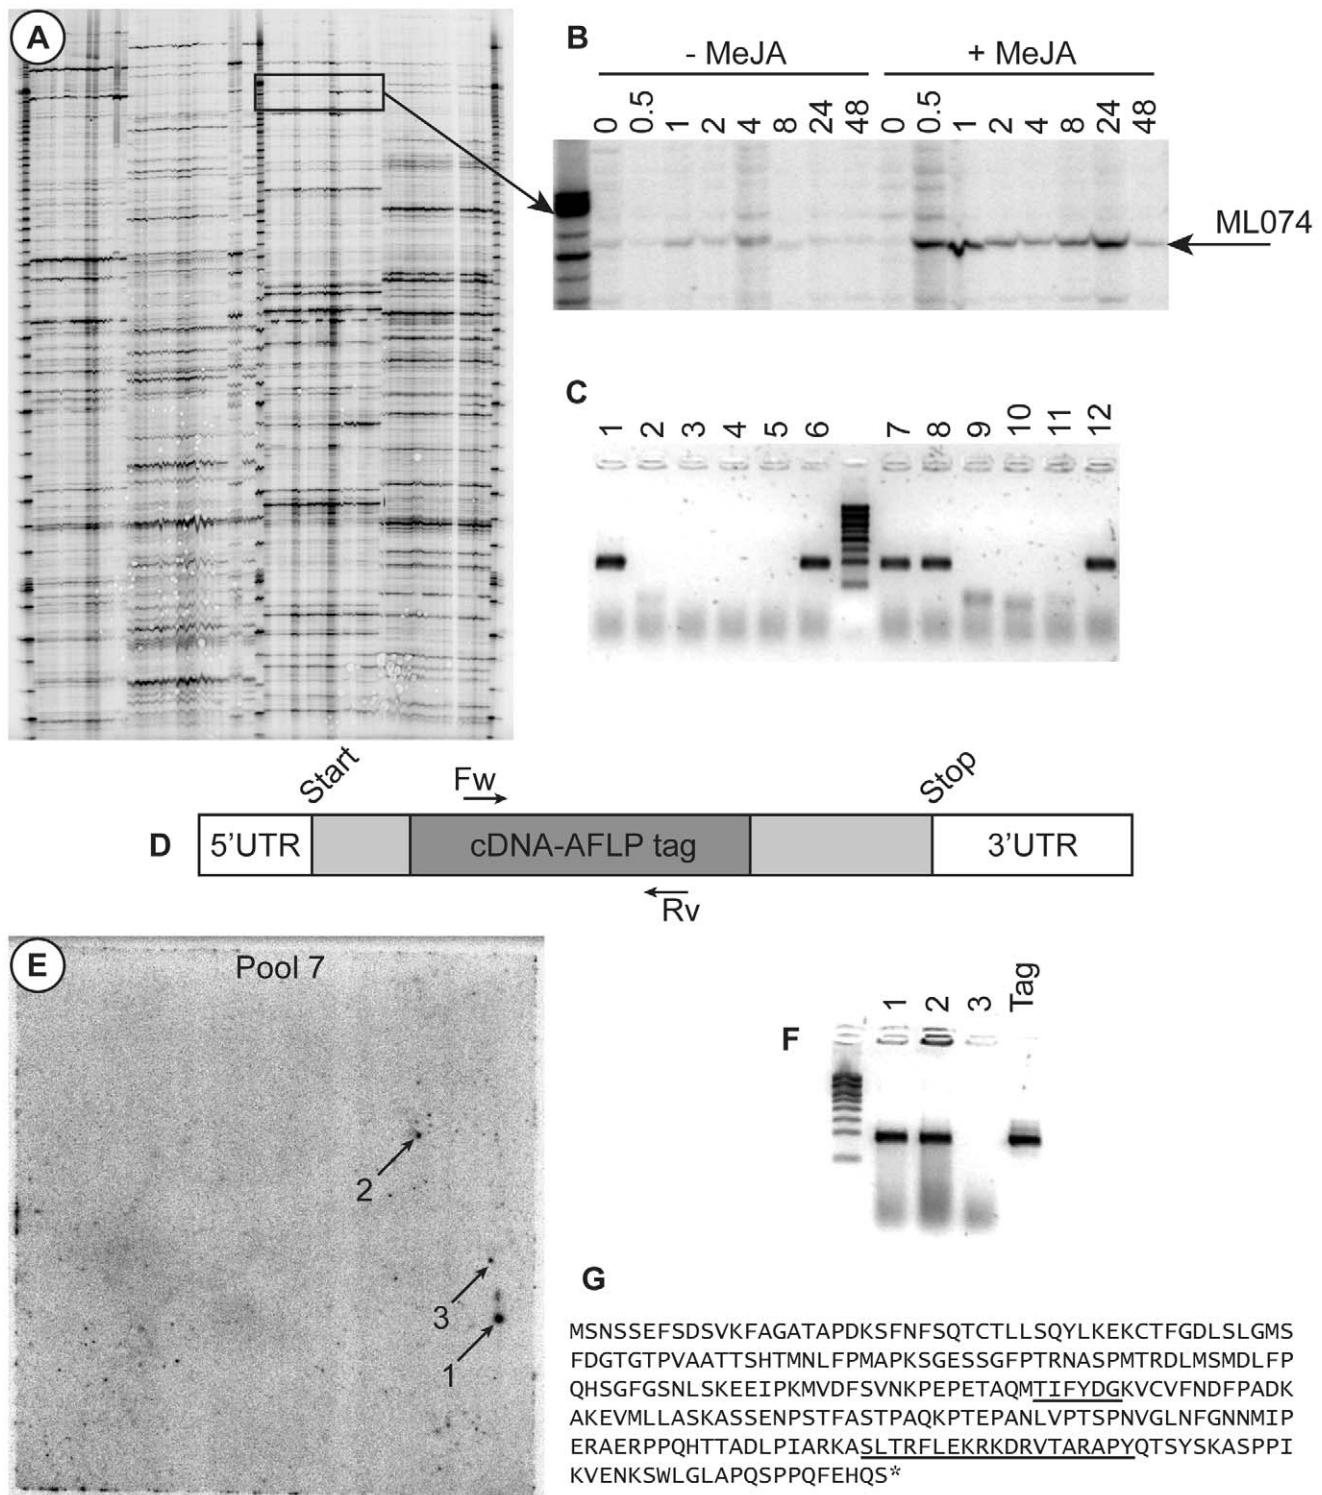 A
B
- MeJA + MeJA
0 0.5 1 2 4 8 24 48 0 0.5 1 2 4 8 24 48
ML074
C
1 2 3 4 5 6 7 8 9 10 11 12
Start
Stop
Fw
D
5'UTR
cDNA-AFLP tag
3'UTR
Rv
E
Pool 7
2
3
1
F
1 2 3 Tag
G
MSNSSEFSDSVKFAGATAPDKSFNFSQTCTLLSQYLKEKCTFGDLSLGMS
FDGTGTPVAATTSHTMNLFPMAPKSGESSGFPTRNASPMTRDLMSMDLFP
QHSGFGSNLSKEEIPKMVDFSVNKPEPETAQMTIFYDGKVCVFNDFPADK
AKEVMLLASKASSENPSTFASTPAQKPTEPANLVPTSPNVGLNFGNNMIP
ERAERPPQHTTADLPIARKASLTRFLEKRKDRVTARAPYQTSYSKASPPI
KVENKSWLGLAPQSPPQFEHQS*